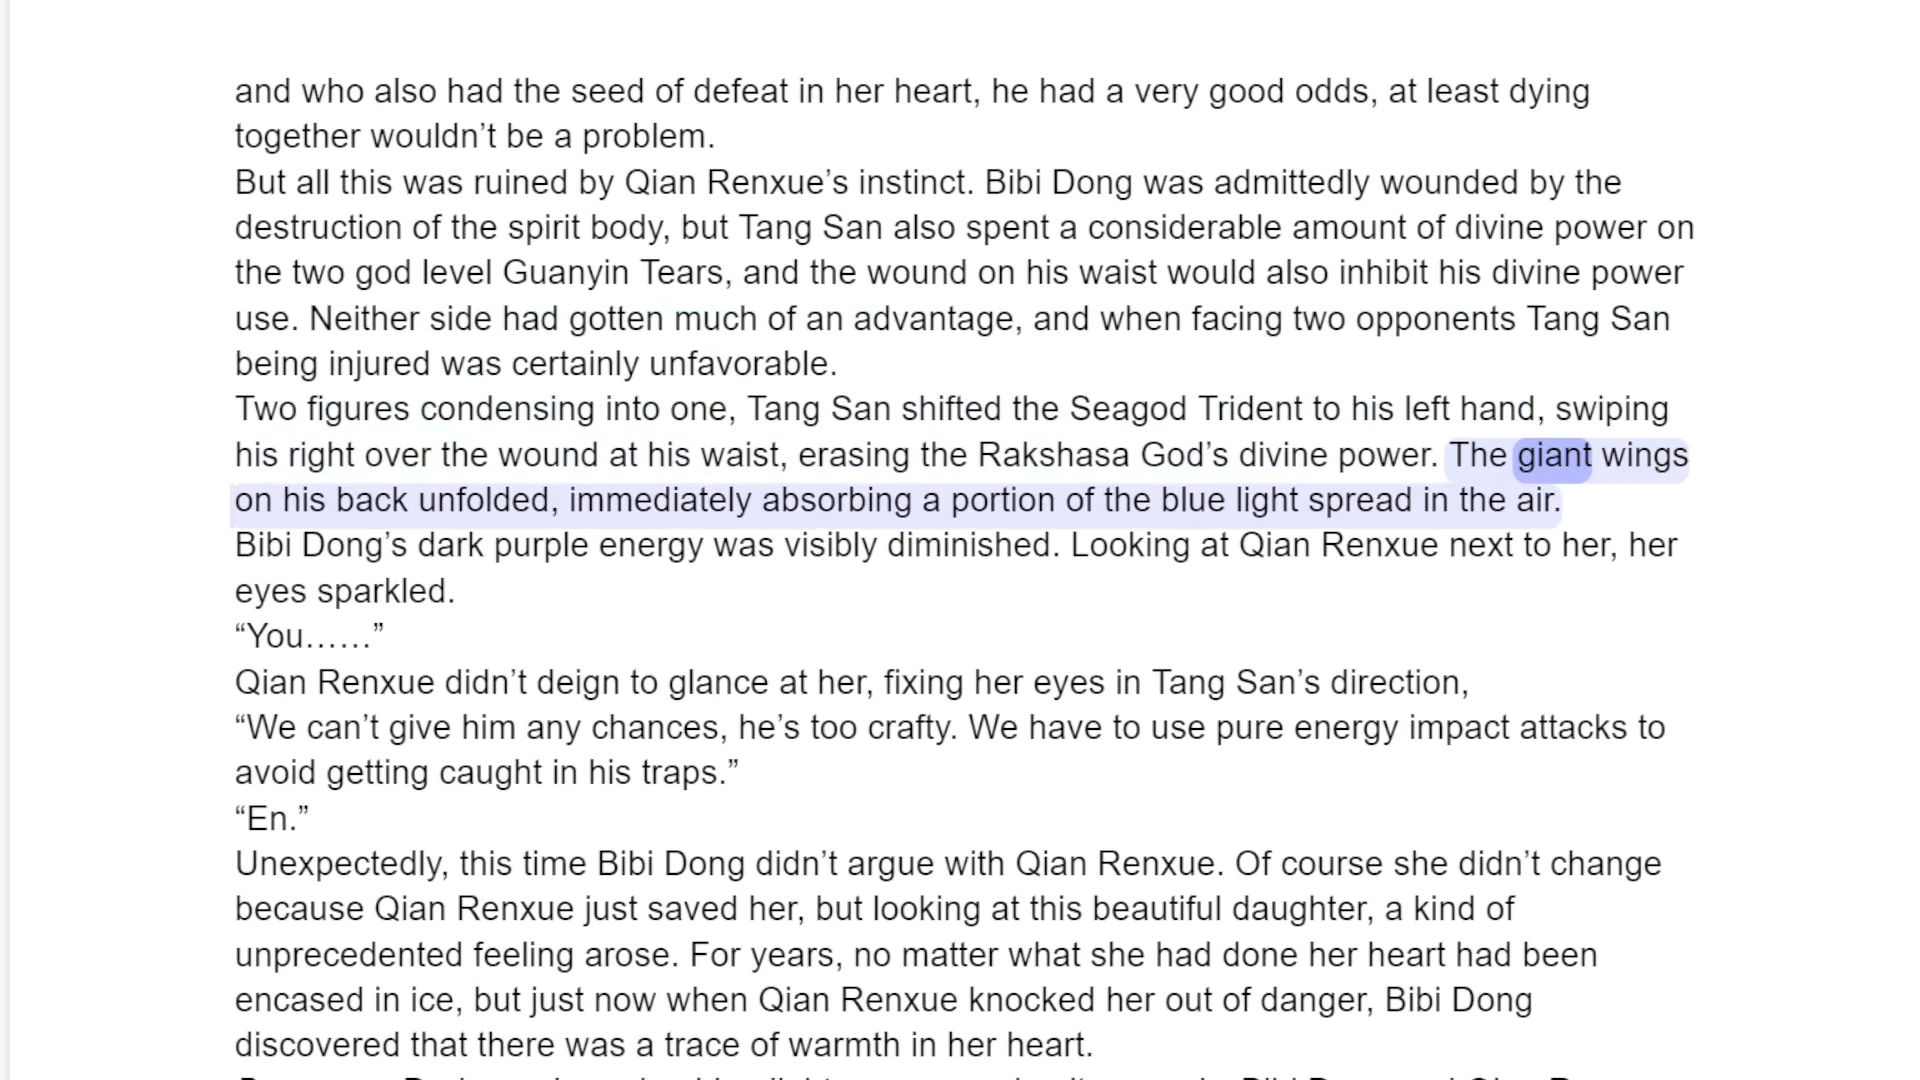 and who also had the seed of defeat in her heart, he had a very good odds, at least dying
together wouldn’t be a problem.
But all this was ruined by Qian Renxue’s instinct. Bibi Dong was admittedly wounded by the
destruction of the spirit body, but Tang San also spent a considerable amount of divine power on
the two god level Guanyin Tears, and the wound on his waist would also inhibit his divine power
use. Neither side had gotten much of an advantage, and when facing two opponents Tang San
being injured was certainly unfavorable.
Two figures condensing into one, Tang San shifted the Seagod Trident to his left hand, swiping
his right over the wound at his waist, erasing the Rakshasa God’s divine power. The giant wings
on his back unfolded, immediately absorbing a portion of the blue light spread in the air.
Bibi Dong’s dark purple energy was visibly diminished. Looking at Qian Renxue next to her, her
eyes sparkled.
“You……”
Qian Renxue didn’t deign to glance at her, fixing her eyes in Tang San’s direction,
“We can’t give him any chances, he’s too crafty. We have to use pure energy impact attacks to
avoid getting caught in his traps.”
“En.”
Unexpectedly, this time Bibi Dong didn’t argue with Qian Renxue. Of course she didn’t change
because Qian Renxue just saved her, but looking at this beautiful daughter, a kind of
unprecedented feeling arose. For years, no matter what she had done her heart had been
encased in ice, but just now when Qian Renxue knocked her out of danger, Bibi Dong
discovered that there was a trace of warmth in her heart.